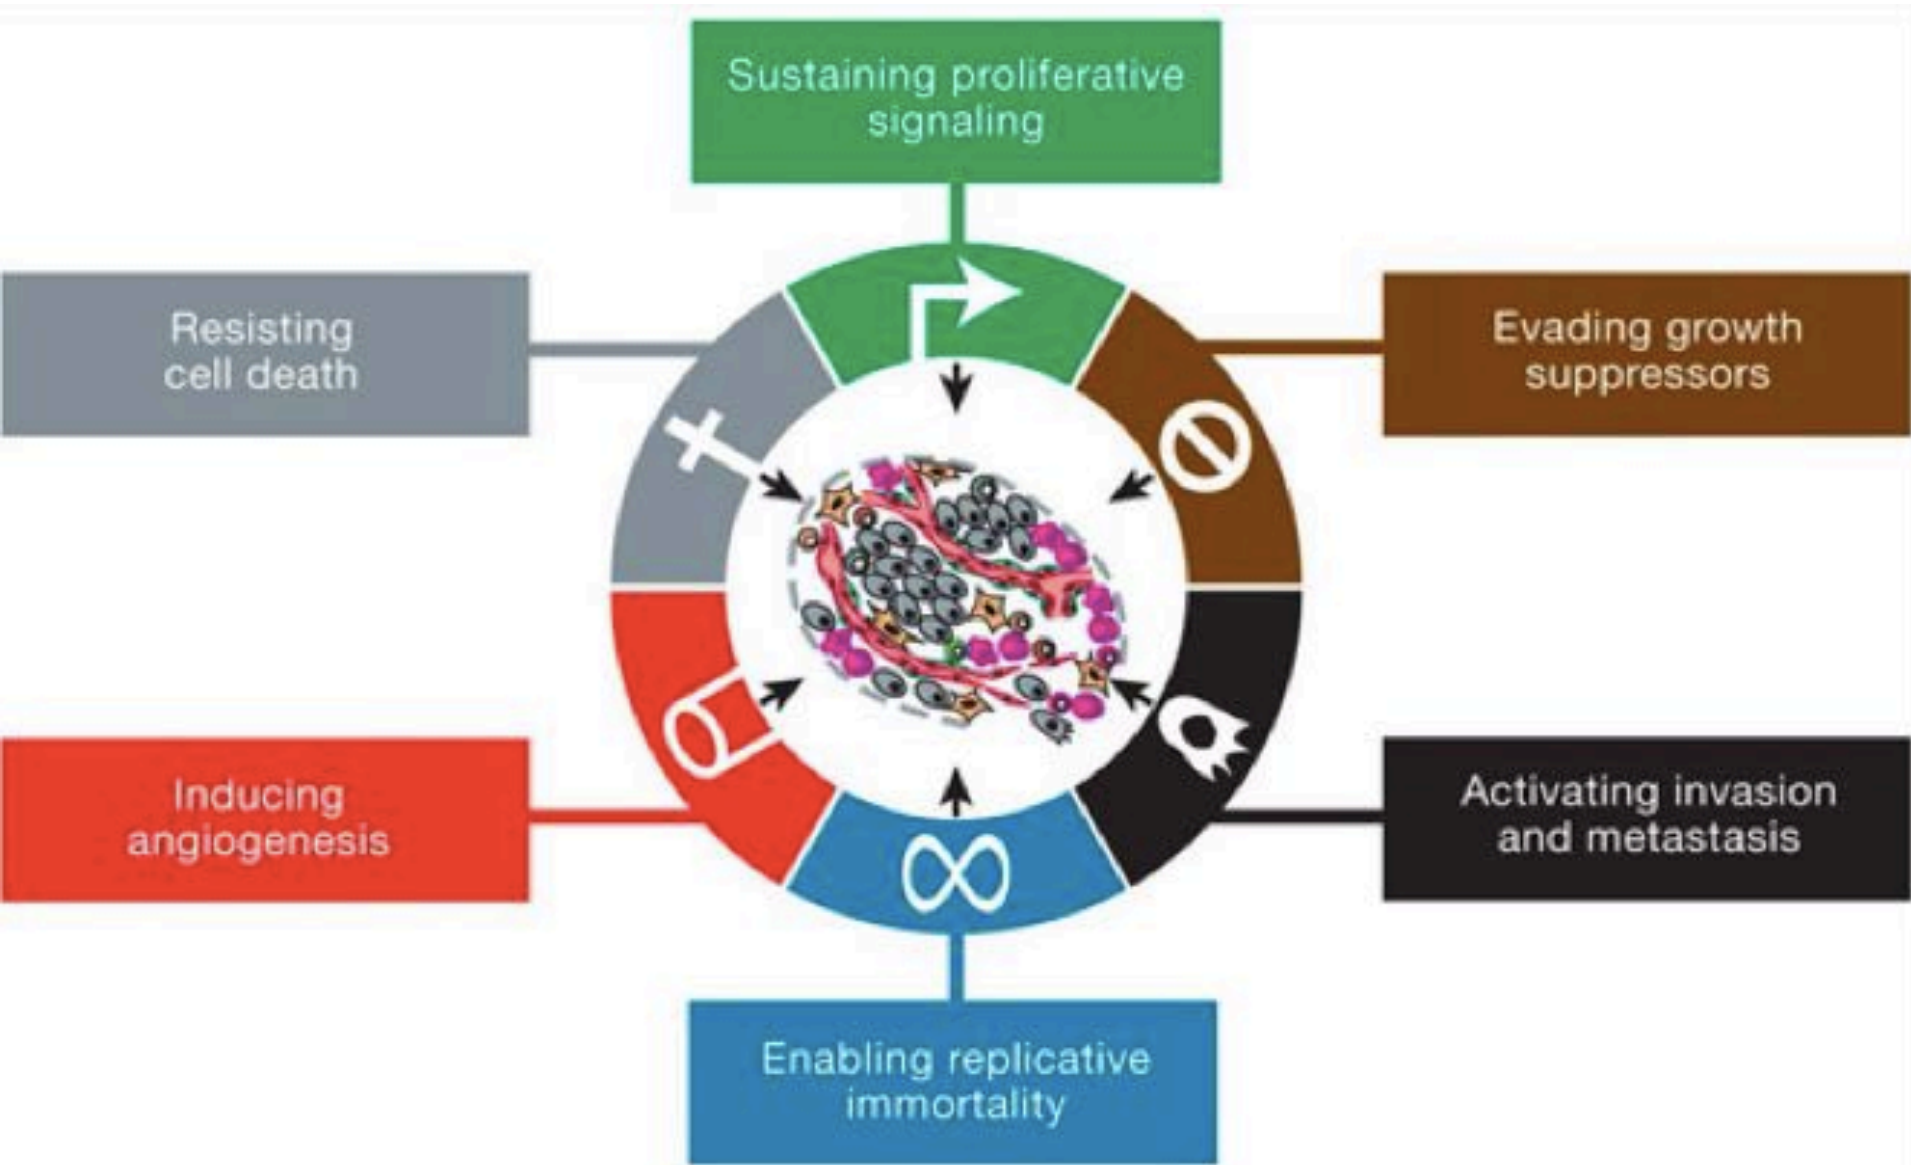 Sustaining proliferative
signaling
Resisting
cell death
Evading growth
suppressors
Inducing
angiogenesis
Activating invasion
and metastasis
Enabling replicative
immortality